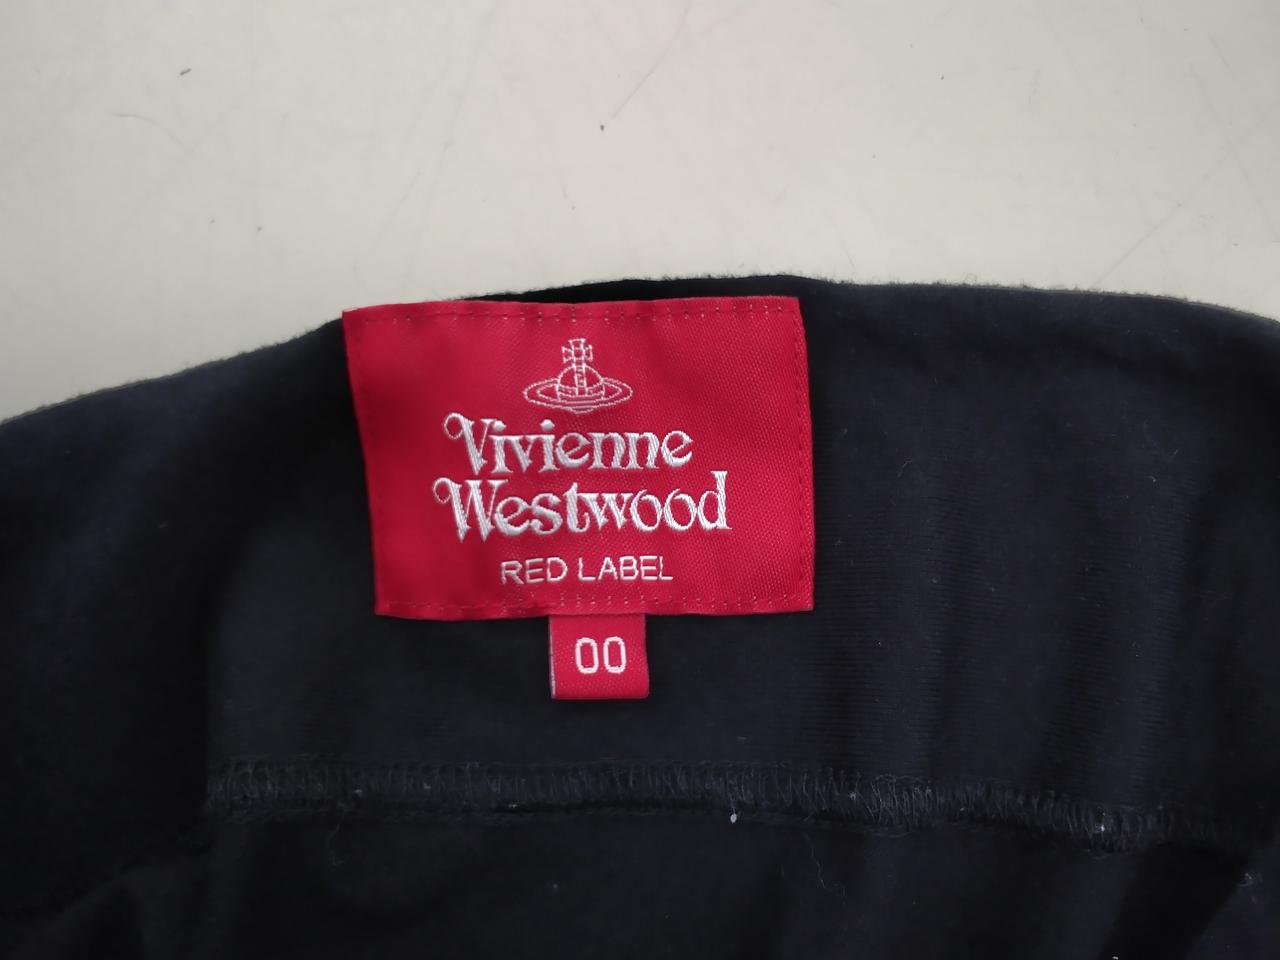 Vivienne
Westwood
RED LABEL
00